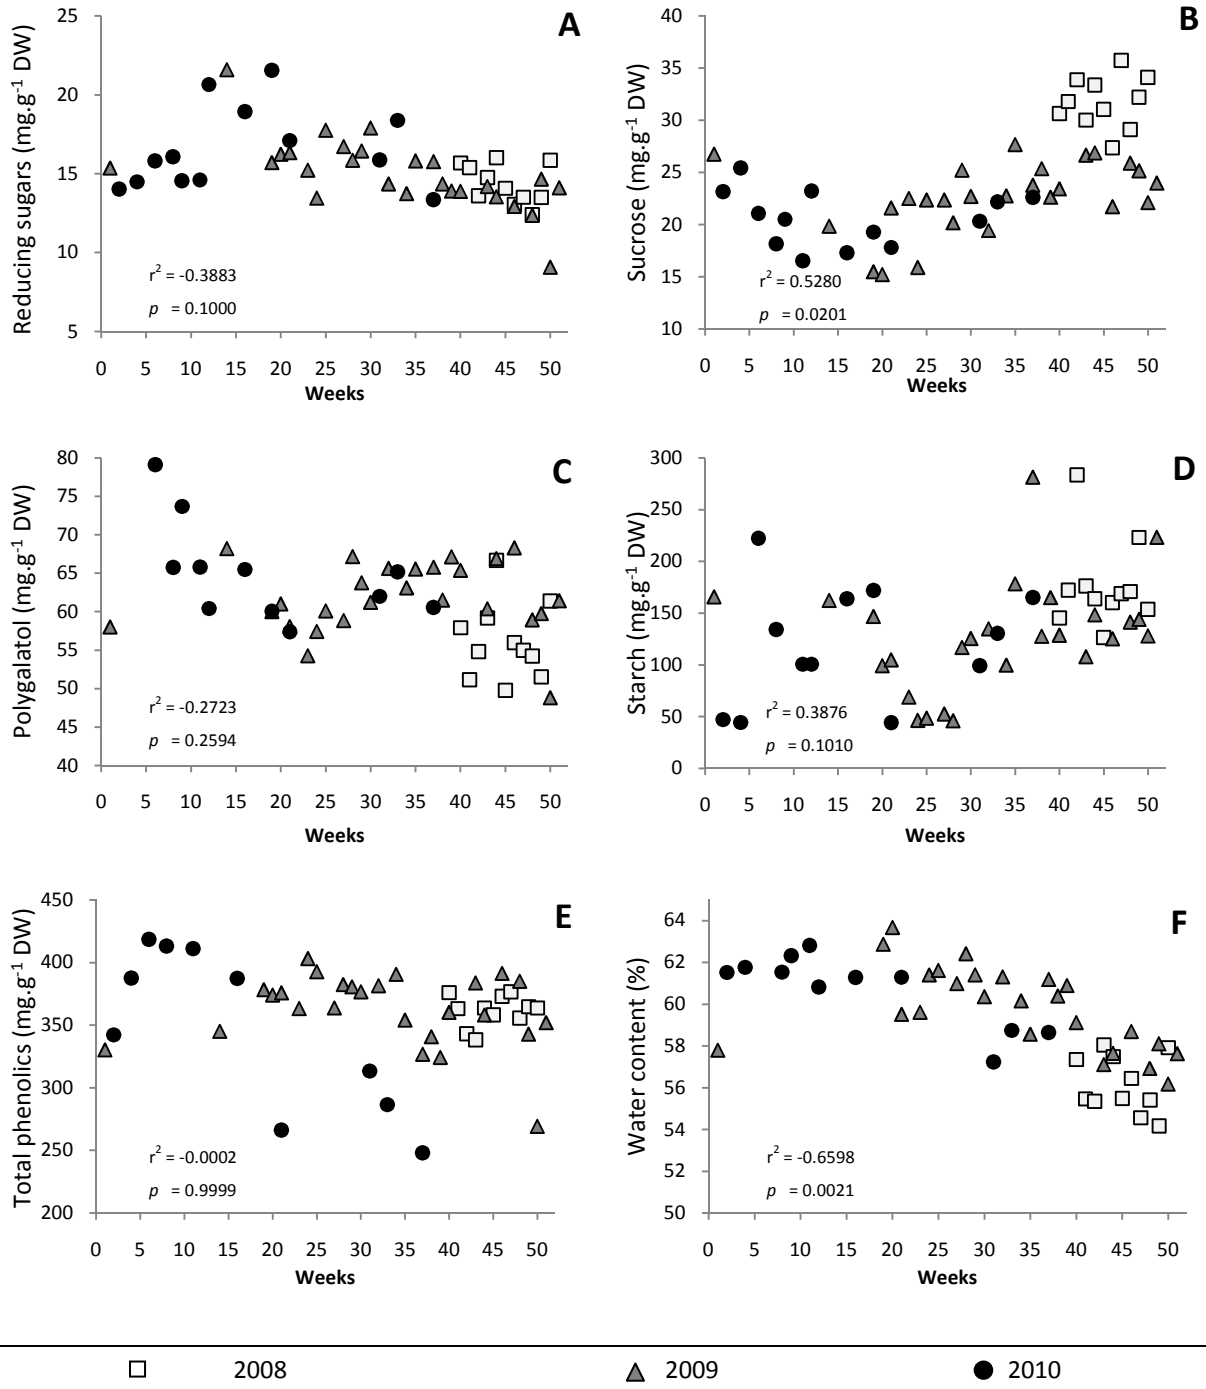 A
Reducing sugars (mg.g⁻¹ DW)
25
20
15
10
5
r² = -0.3883
p = 0.1000
0 5 10 15 20 25 30 35 40 45 50
Weeks
B
Sucrose (mg.g⁻¹ DW)
40
35
30
25
20
15
10
r² = 0.5280
p = 0.0201
0 5 10 15 20 25 30 35 40 45 50
Weeks
C
Polygalatol (mg.g⁻¹ DW)
80
75
70
65
60
55
50
45
40
r² = -0.2723
p = 0.2594
0 5 10 15 20 25 30 35 40 45 50
Weeks
D
Starch (mg.g⁻¹ DW)
300
250
200
150
100
50
0
r² = 0.3876
p = 0.1010
0 5 10 15 20 25 30 35 40 45 50
Weeks
E
Total phenolics (mg.g⁻¹ DW)
450
400
350
300
250
200
r² = -0.0002
p = 0.9999
0 5 10 15 20 25 30 35 40 45 50
Weeks
F
Water content (%)
64
62
60
58
56
54
52
50
r² = -0.6598
p = 0.0021
0 5 10 15 20 25 30 35 40 45 50
Weeks
2008 2009 2010